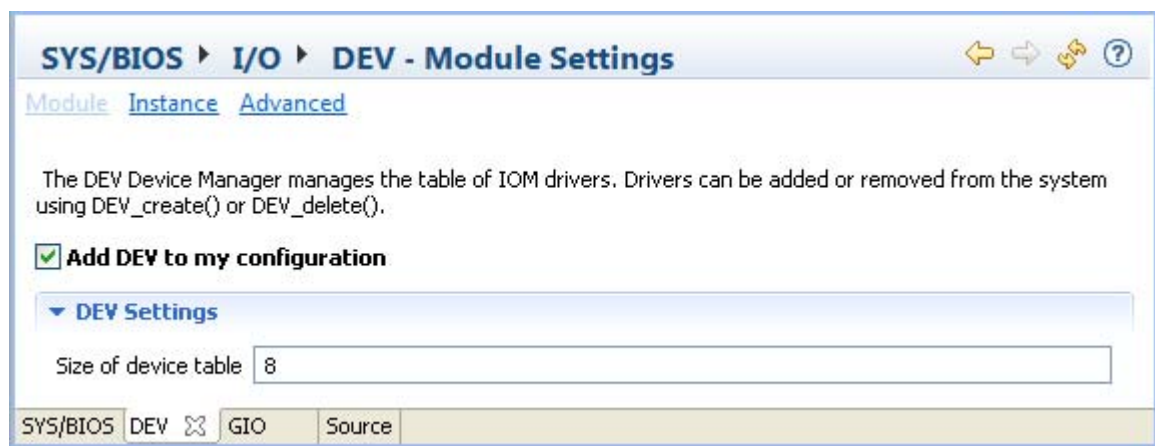 SYS/BIOS ▸ I/O ▸ DEV - Module Settings
Module Instance Advanced
The DEV Device Manager manages the table of IOM drivers. Drivers can be added or removed from the system
using DEV_create() or DEV_delete().
Add DEV to my configuration
DEV Settings
Size of device table 8
SYS/BIOS DEV GIO Source